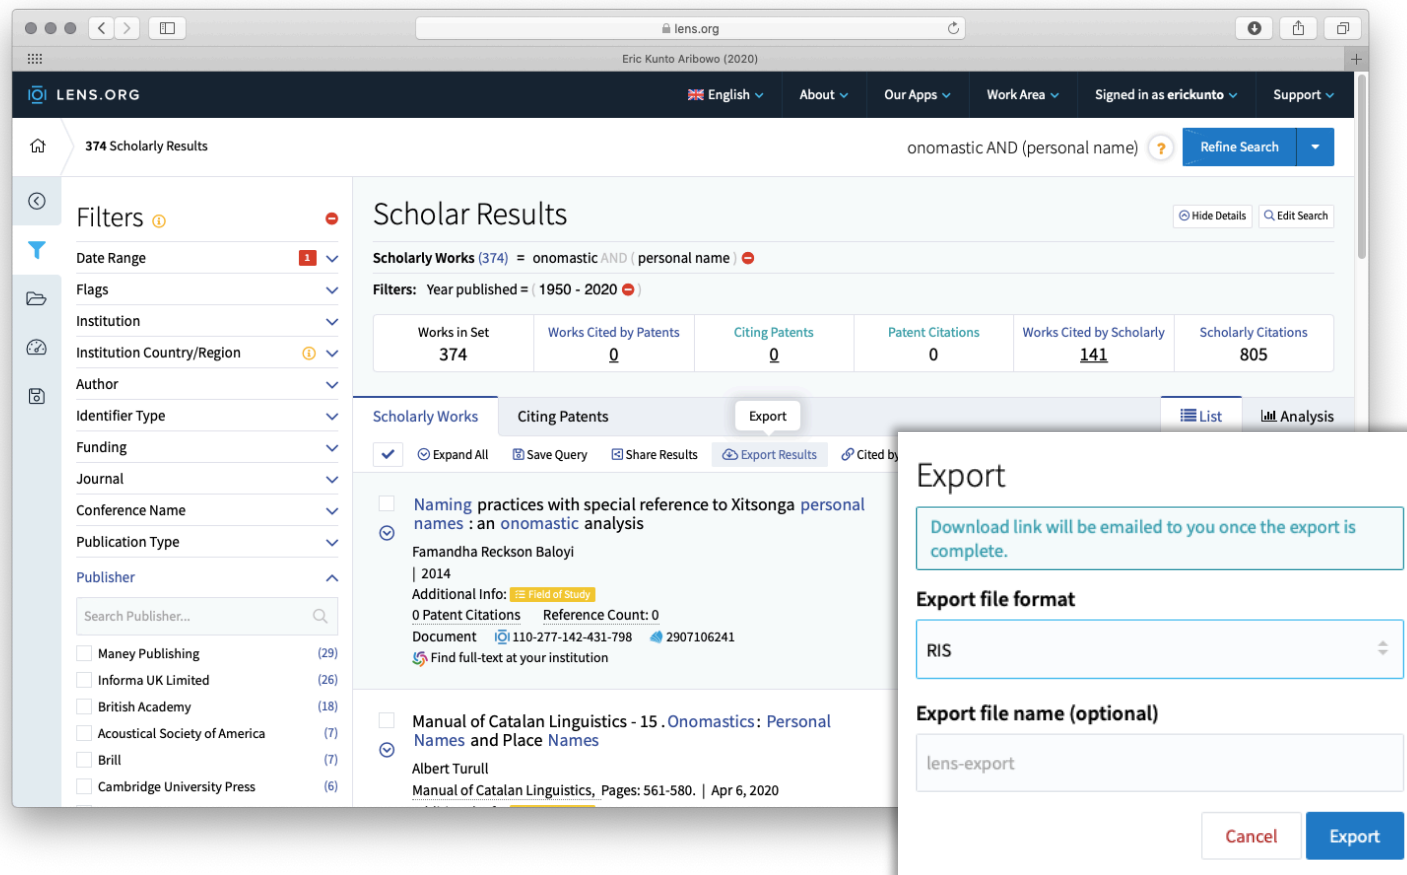 lens.org
Eric Kunto Aribowo (2020)
LENS.ORG
English
About
Our Apps
Work Area
Signed in as erickunto
Support
374 Scholarly Results
onomastic AND (personal name)
?
Refine Search
Filters
Date Range
1
Flags
Institution
Institution Country/Region
Author
Identifier Type
Funding
Journal
Conference Name
Publication Type
Publisher
Search Publisher...
Maney Publishing (29)
Informa UK Limited (26)
British Academy (18)
Acoustical Society of America (7)
Brill (7)
Cambridge University Press (6)
Scholar Results
Hide Details
Edit Search
Scholarly Works (374) = onomastic AND ( personal name )
Filters: Year published = ( 1950 - 2020 )
Works in Set
374
Works Cited by Patents
0
Citing Patents
0
Patent Citations
0
Works Cited by Scholarly
141
Scholarly Citations
805
Scholarly Works
Citing Patents
Export
List
Analysis
Expand All
Save Query
Share Results
Export Results
Cited by
Naming practices with special reference to Xitsonga personal
names : an onomastic analysis
Famandha Reckson Baloyi
| 2014
Additional Info: Field of Study
0 Patent Citations Reference Count: 0
Document 110-277-142-431-798 2907106241
Find full-text at your institution
Manual of Catalan Linguistics - 15 . Onomastics: Personal
Names and Place Names
Albert Turull
Manual of Catalan Linguistics, Pages: 561-580. | Apr 6, 2020
Export
Download link will be emailed to you once the export is
complete.
Export file format
RIS
Export file name (optional)
lens-export
Cancel
Export